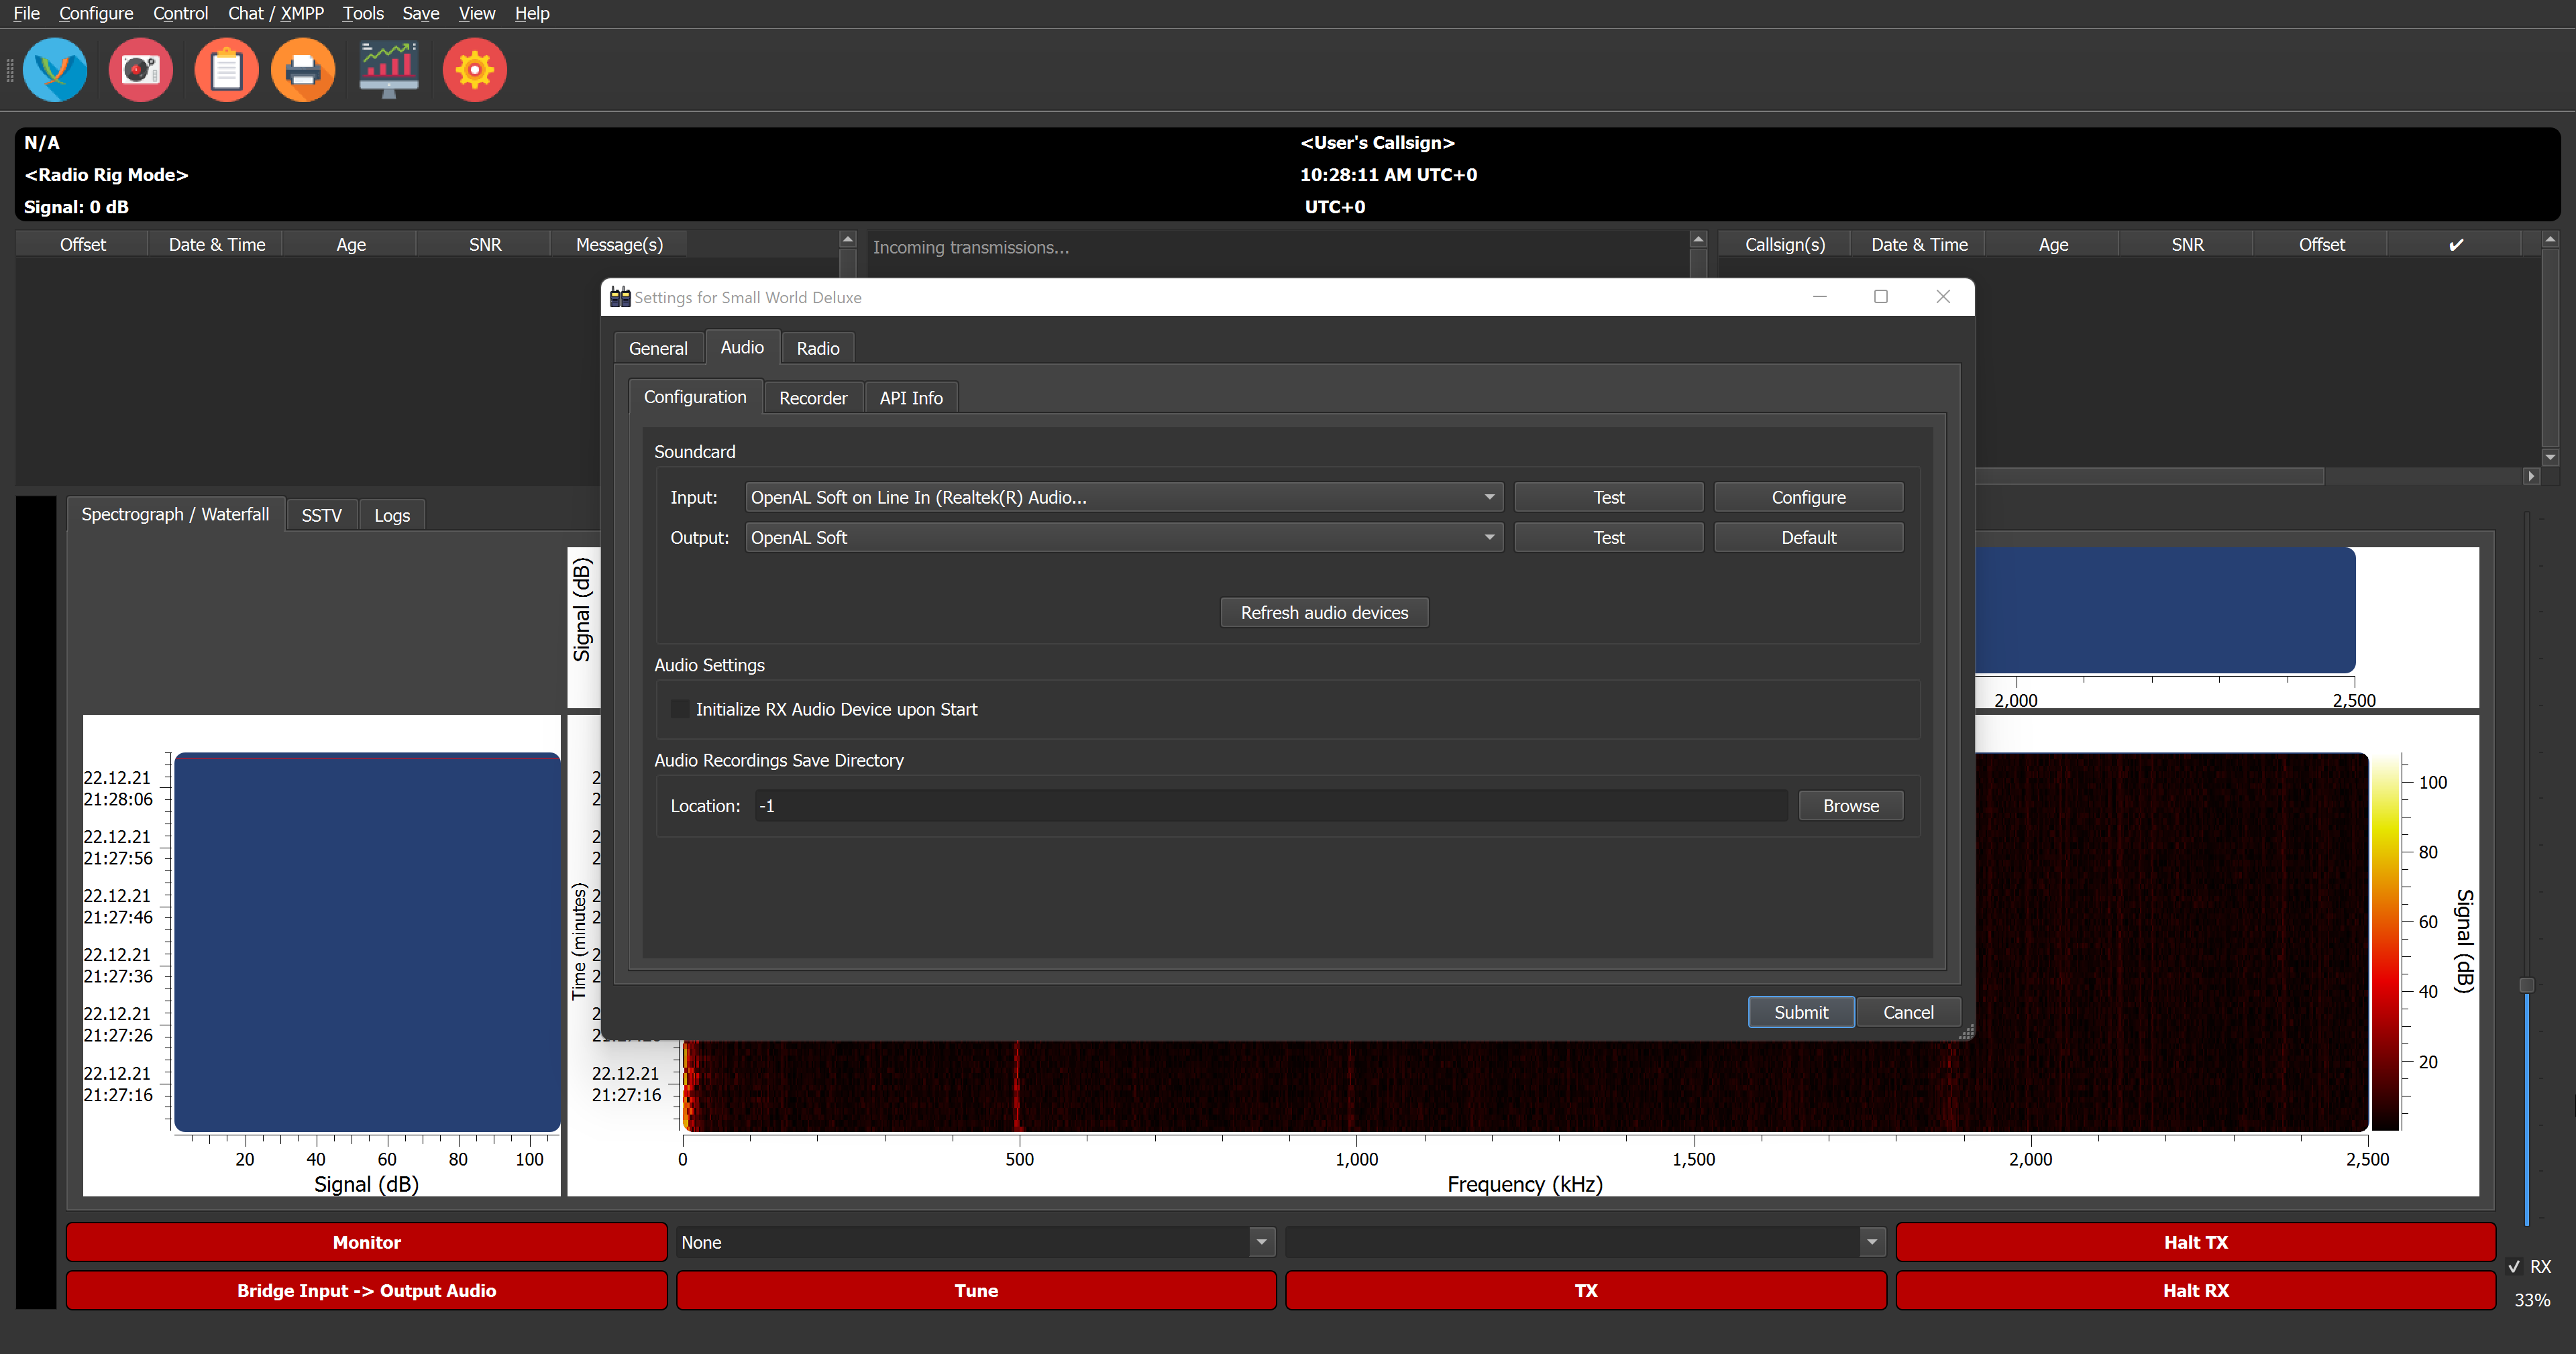 File Configure Control Chat / XMPP Tools Save View Help
N/A
<User's Callsign>
<Radio Rig Mode>
10:28:11 AM UTC+0
Signal: 0 dB
UTC+0
Offset Date & Time Age SNR Message(s)
Incoming transmissions...
Callsign(s) Date & Time Age SNR Offset ✔
Settings for Small World Deluxe
General Audio Radio
Configuration Recorder API Info
Soundcard
Input: OpenAL Soft on Line In (Realtek(R) Audio... Test Configure
Output: OpenAL Soft Test Default
Refresh audio devices
Audio Settings
Initialize RX Audio Device upon Start
Audio Recordings Save Directory
Location: -1 Browse
Submit Cancel
Spectrograph / Waterfall SSTV Logs
Signal (dB)
2,000 2,500
22.12.21
21:28:06
22.12.21
21:27:56
22.12.21
21:27:46
22.12.21
21:27:36
22.12.21
21:27:26
22.12.21
21:27:16
20 40 60 80 100
Signal (dB)
Time (minutes)
22.12.21
21:27:16
0 500 1,000 1,500 2,000 2,500
Frequency (kHz)
100
80
60
40
20
Signal (dB)
Monitor None Halt TX
RX
Bridge Input -> Output Audio Tune TX Halt RX
33%